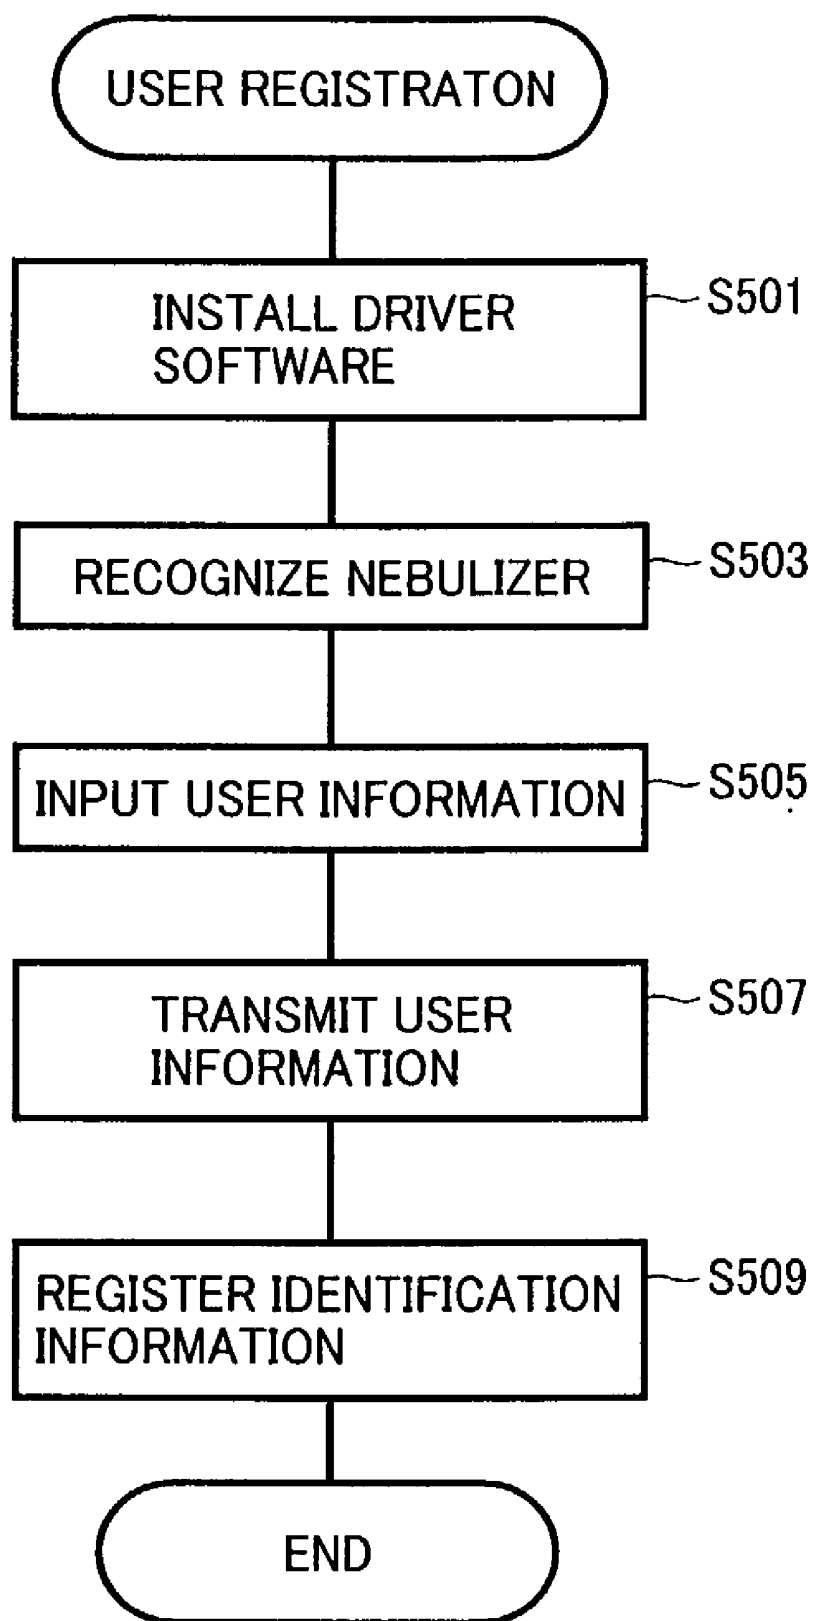 USER REGISTRATON
INSTALL DRIVER
SOFTWARE
S501
RECOGNIZE NEBULIZER
S503
INPUT USER INFORMATION
S505
TRANSMIT USER
INFORMATION
S507
REGISTER IDENTIFICATION
INFORMATION
S509
END